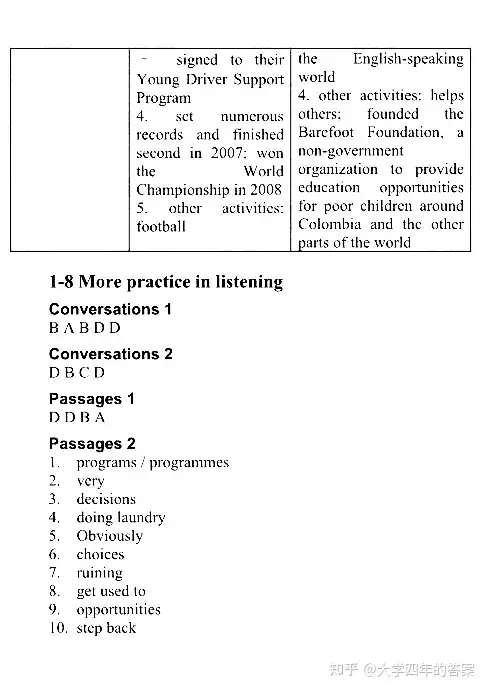 - signed to their
Young Driver Support
Program
4. set numerous
records and finished
second in 2007; won
the World
Championship in 2008
5. other activities:
football
the English-speaking
world
4. other activities: helps
others; founded the
Barefoot Foundation, a
non-government
organization to provide
education opportunities
for poor children around
Colombia and the other
parts of the world
1-8 More practice in listening
Conversations 1
B A B D D
Conversations 2
D B C D
Passages 1
D D B A
Passages 2
1. programs / programmes
2. very
3. decisions
4. doing laundry
5. Obviously
6. choices
7. ruining
8. get used to
9. opportunities
10. step back
知乎 @大学四年的答案